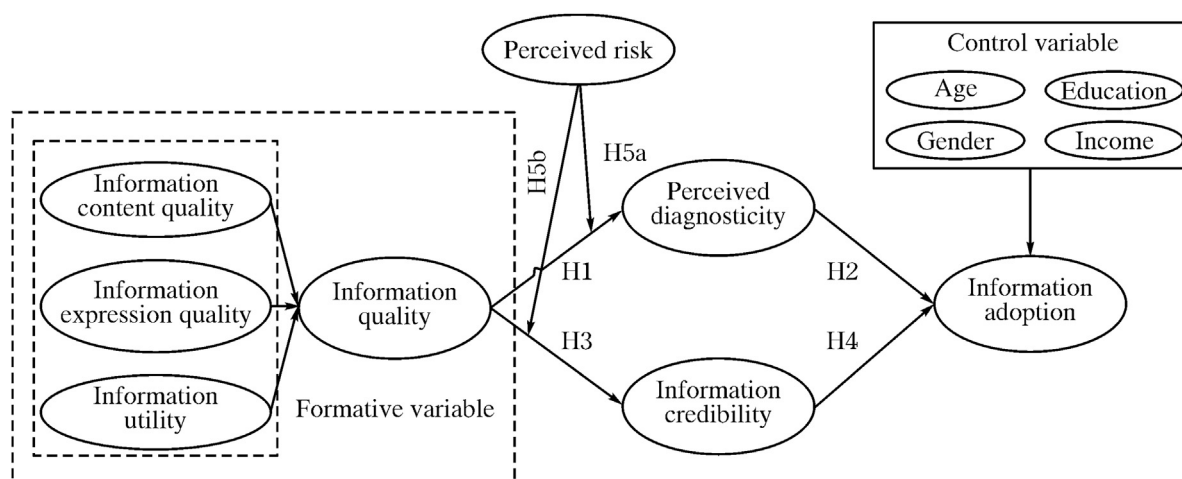 Perceived risk
Control variable
Age
Education
Gender
Income
Information
content quality
Information
expression quality
Information
utility
Information
quality
Formative variable
H5b
H5a
H1
H3
Perceived
diagnosticity
Information
credibility
H2
H4
Information
adoption